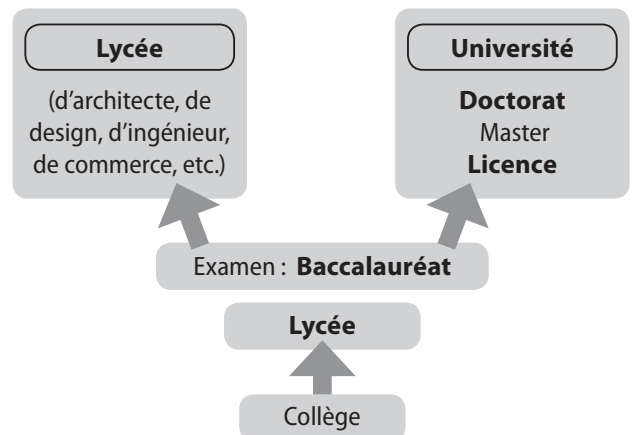 Lycée
(d'architecte, de
design, d'ingénieur,
de commerce, etc.)
Université
Doctorat
Master
Licence
Examen : Baccalauréat
Lycée
Collège